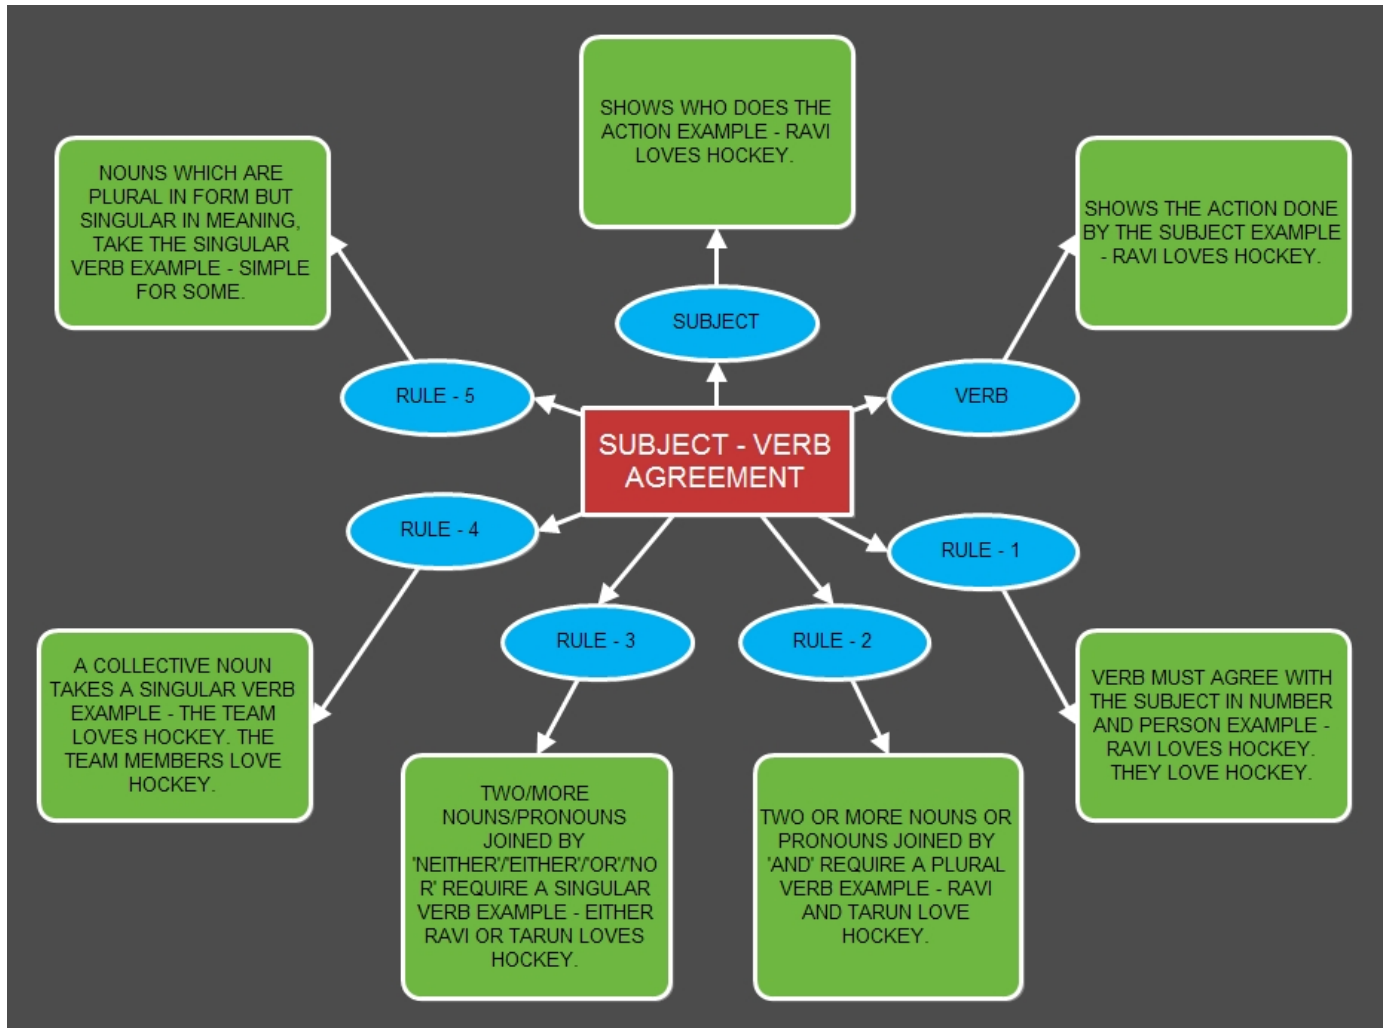 SHOWS WHO DOES THE
ACTION EXAMPLE - RAVI
LOVES HOCKEY.
NOUNS WHICH ARE
PLURAL IN FORM BUT
SINGULAR IN MEANING,
TAKE THE SINGULAR
VERB EXAMPLE - SIMPLE
FOR SOME.
SHOWS THE ACTION DONE
BY THE SUBJECT EXAMPLE
- RAVI LOVES HOCKEY.
SUBJECT
RULE - 5
VERB
SUBJECT - VERB
AGREEMENT
RULE - 4
RULE - 1
RULE - 3
RULE - 2
A COLLECTIVE NOUN
TAKES A SINGULAR VERB
EXAMPLE - THE TEAM
LOVES HOCKEY. THE
TEAM MEMBERS LOVE
HOCKEY.
VERB MUST AGREE WITH
THE SUBJECT IN NUMBER
AND PERSON EXAMPLE -
RAVI LOVES HOCKEY.
THEY LOVE HOCKEY.
TWO/MORE
NOUNS/PRONOUNS
JOINED BY
'NEITHER'/'EITHER'/'OR'/'NO
R' REQUIRE A SINGULAR
VERB EXAMPLE - EITHER
RAVI OR TARUN LOVES
HOCKEY.
TWO OR MORE NOUNS OR
PRONOUNS JOINED BY
'AND' REQUIRE A PLURAL
VERB EXAMPLE - RAVI
AND TARUN LOVE
HOCKEY.